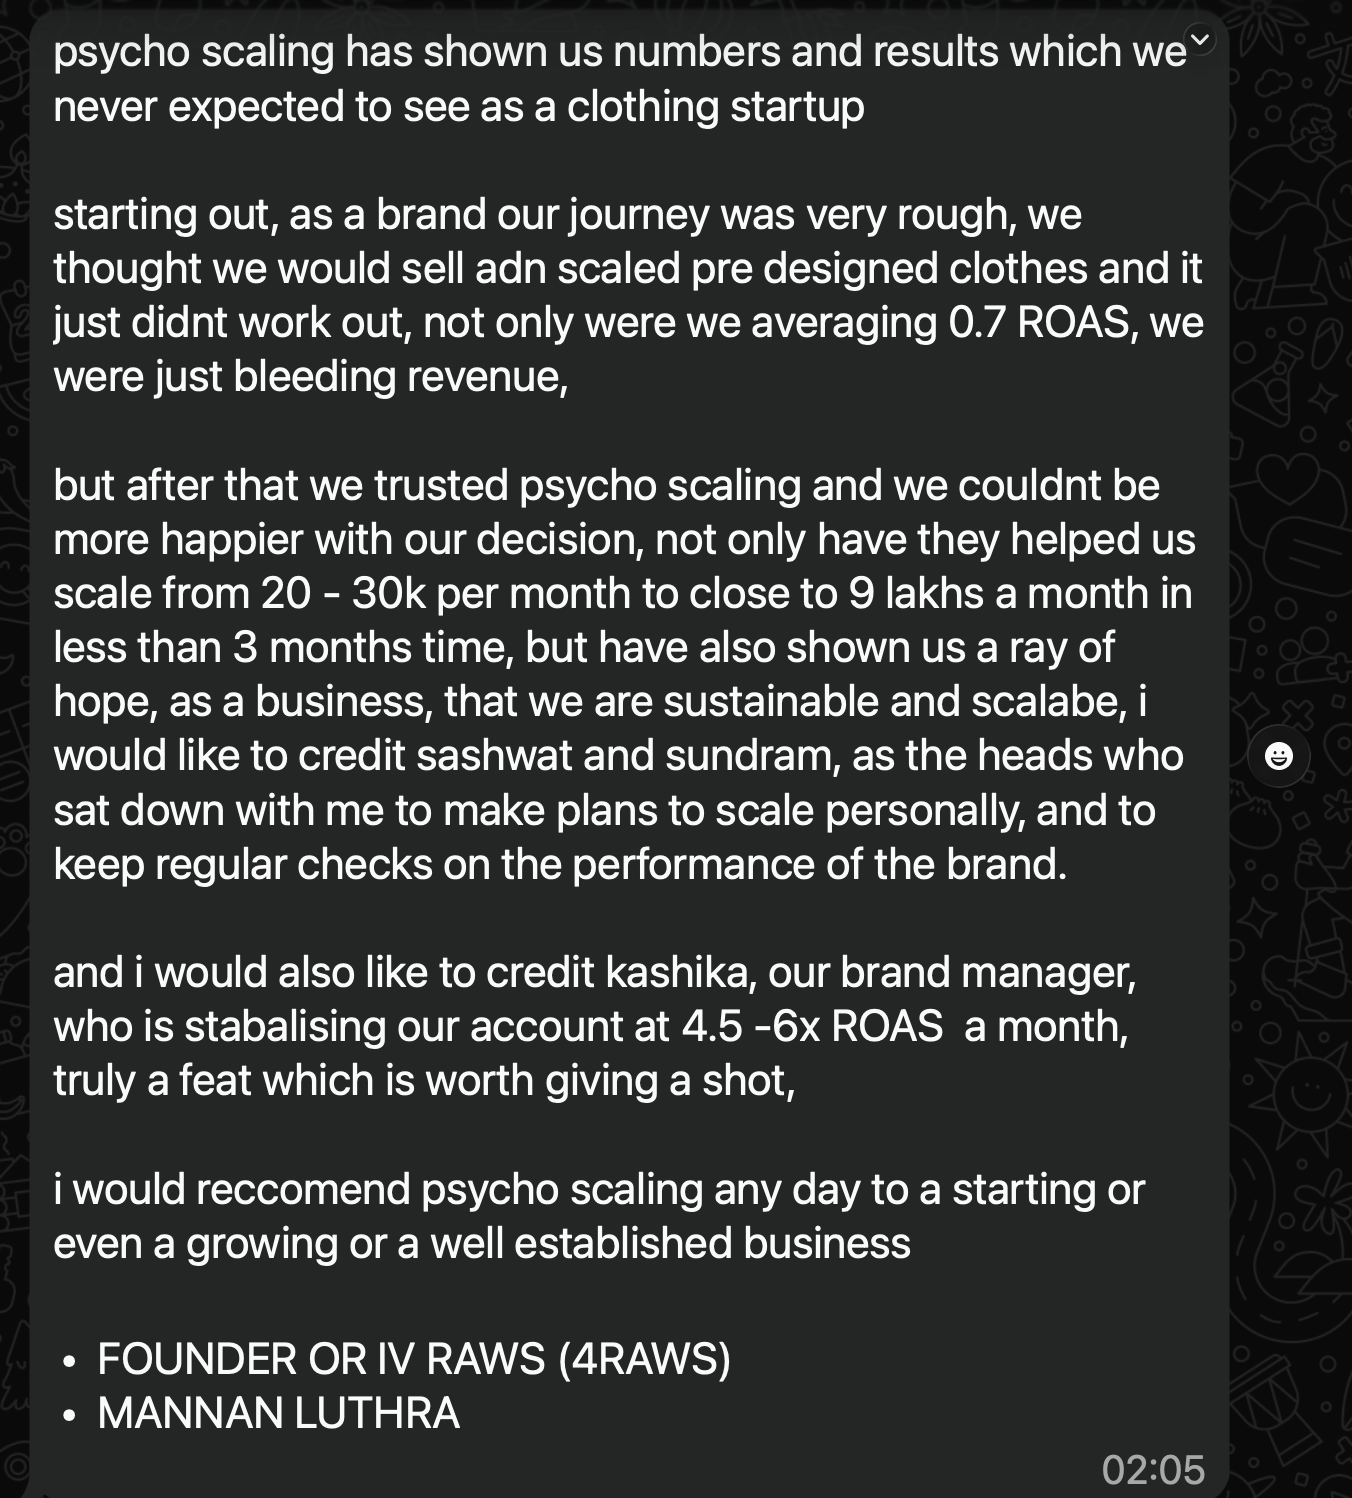 psycho scaling has shown us numbers and results which we
never expected to see as a clothing startup
starting out, as a brand our journey was very rough, we
thought we would sell adn scaled pre designed clothes and it
just didnt work out, not only were we averaging 0.7 ROAS, we
were just bleeding revenue,
but after that we trusted psycho scaling and we couldnt be
more happier with our decision, not only have they helped us
scale from 20 - 30k per month to close to 9 lakhs a month in
less than 3 months time, but have also shown us a ray of
hope, as a business, that we are sustainable and scalabe, i
would like to credit sashwat and sundram, as the heads who
sat down with me to make plans to scale personally, and to
keep regular checks on the performance of the brand.
and i would also like to credit kashika, our brand manager,
who is stabalising our account at 4.5 -6x ROAS  a month,
truly a feat which is worth giving a shot,
i would reccomend psycho scaling any day to a starting or
even a growing or a well established business
• FOUNDER OR IV RAWS (4RAWS)
• MANNAN LUTHRA
02:05